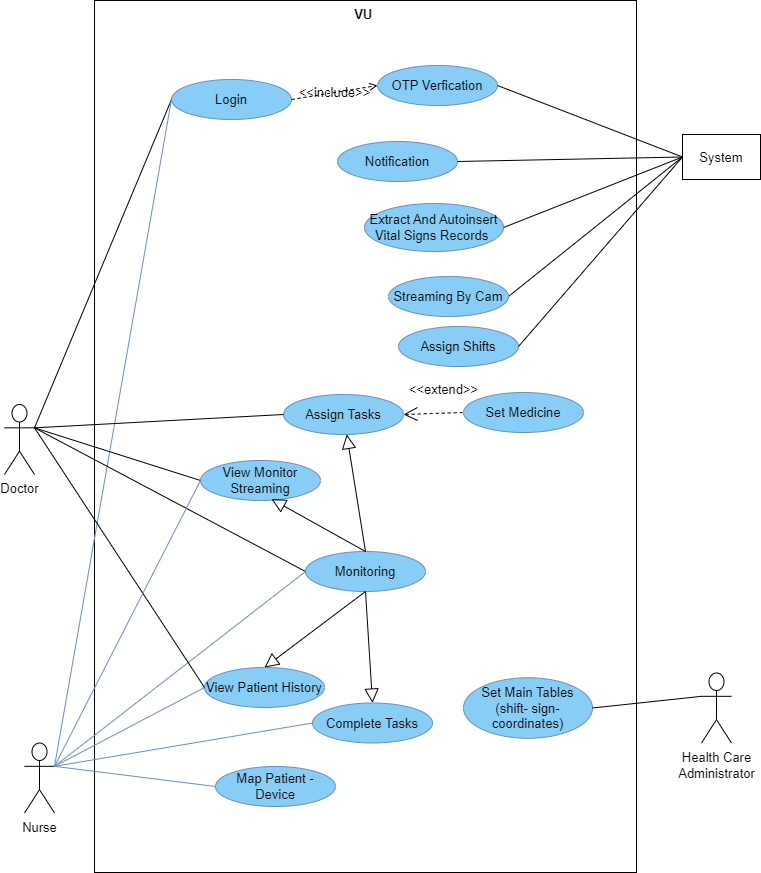 VU
Login
<<include>>
OTP Verfication
System
Notification
Extract And Autoinsert
Vital Signs Records
Streaming By Cam
Assign Shifts
<<extend>>
Assign Tasks
Set Medicine
Doctor
View Monitor
Streaming
Monitoring
View Patient History
Set Main Tables
(shift- sign-
coordinates)
Complete Tasks
Health Care
Administrator
Map Patient -
Device
Nurse